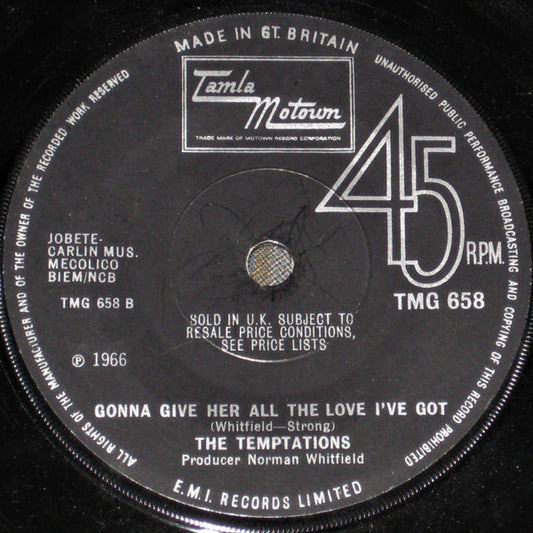 MADE IN GT. BRITAIN
Tamla
Motown
TRADE MARK OF MOTOWN RECORD CORPORATION
UNAUTHORISED PUBLIC PERFORMANCE BROADCASTING AND COPYING OF THIS RECORD PROHIBITED
ALL RIGHTS OF THE MANUFACTURER AND OF THE OWNER OF THE RECORDED WORK RESERVED
45 R.P.M.
TMG 658
JOBETE-
CARLIN MUS.
MECOLICO
BIEM/NCB
TMG 658 B
℗ 1966
SOLD IN U.K. SUBJECT TO
RESALE PRICE CONDITIONS,
SEE PRICE LISTS
GONNA GIVE HER ALL THE LOVE I'VE GOT
(Whitfield—Strong)
THE TEMPTATIONS
Producer Norman Whitfield
E.M.I. RECORDS LIMITED